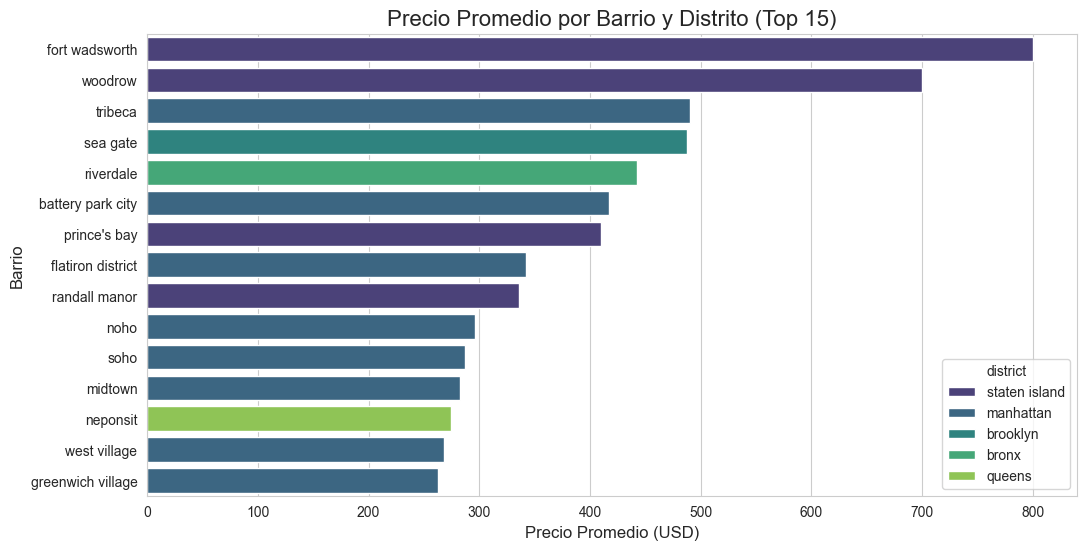 Precio Promedio por Barrio y Distrito (Top 15)
Barrio
fort wadsworth
woodrow
tribeca
sea gate
riverdale
battery park city
prince's bay
flatiron district
randall manor
noho
soho
midtown
neponsit
west village
greenwich village
district
staten island
manhattan
brooklyn
bronx
queens
0 100 200 300 400 500 600 700 800
Precio Promedio (USD)